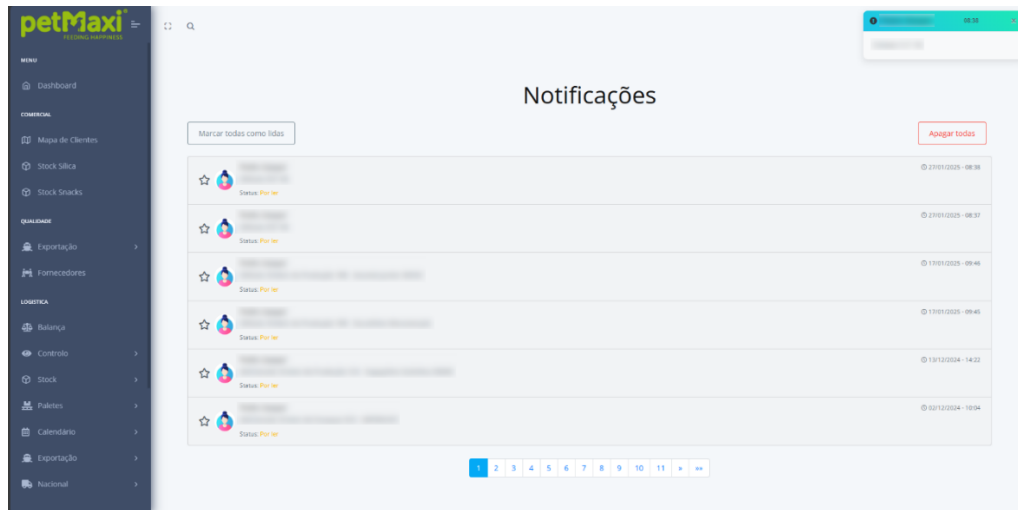 petMaxi
FEEDING HAPPINESS
08:38
MENU
Dashboard
COMERCIAL
Mapa de Clientes
Stock Silica
Stock Snacks
QUALIDADE
Exportação
Fornecedores
LOGISTICA
Balança
Controlo
Stock
Paletes
Calendário
Exportação
Nacional
Notificações
Marcar todas como lidas
Apagar todas
27/01/2025 - 08:38
Status: Por ler
27/01/2025 - 08:37
Status: Por ler
17/01/2025 - 09:46
Status: Por ler
17/01/2025 - 09:45
Status: Por ler
13/12/2024 - 14:22
Status: Por ler
02/12/2024 - 10:04
Status: Por ler
1 2 3 4 5 6 7 8 9 10 11 » »»